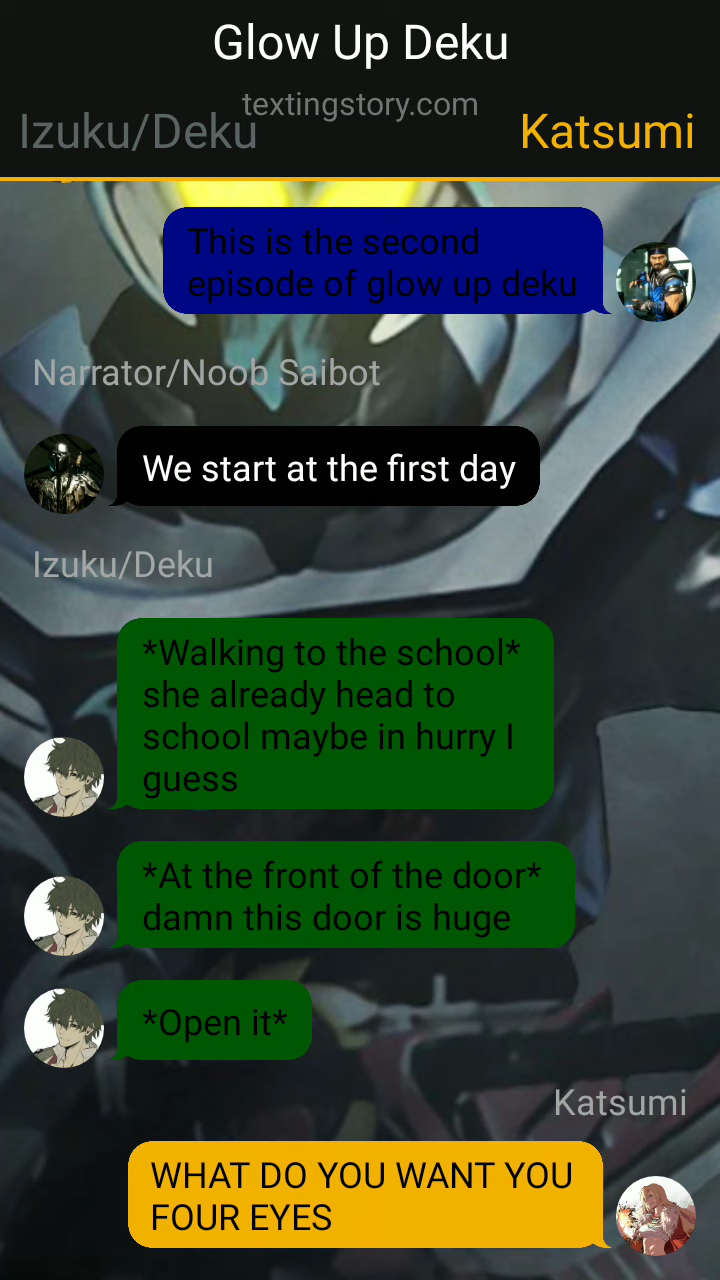 Glow Up Deku
textingstory.com
Izuku/Deku
Katsumi
This is the second
episode of glow up deku
Narrator/Noob Saibot
We start at the first day
Izuku/Deku
*Walking to the school*
she already head to
school maybe in hurry I
guess
*At the front of the door*
damn this door is huge
*Open it*
Katsumi
WHAT DO YOU WANT YOU
FOUR EYES